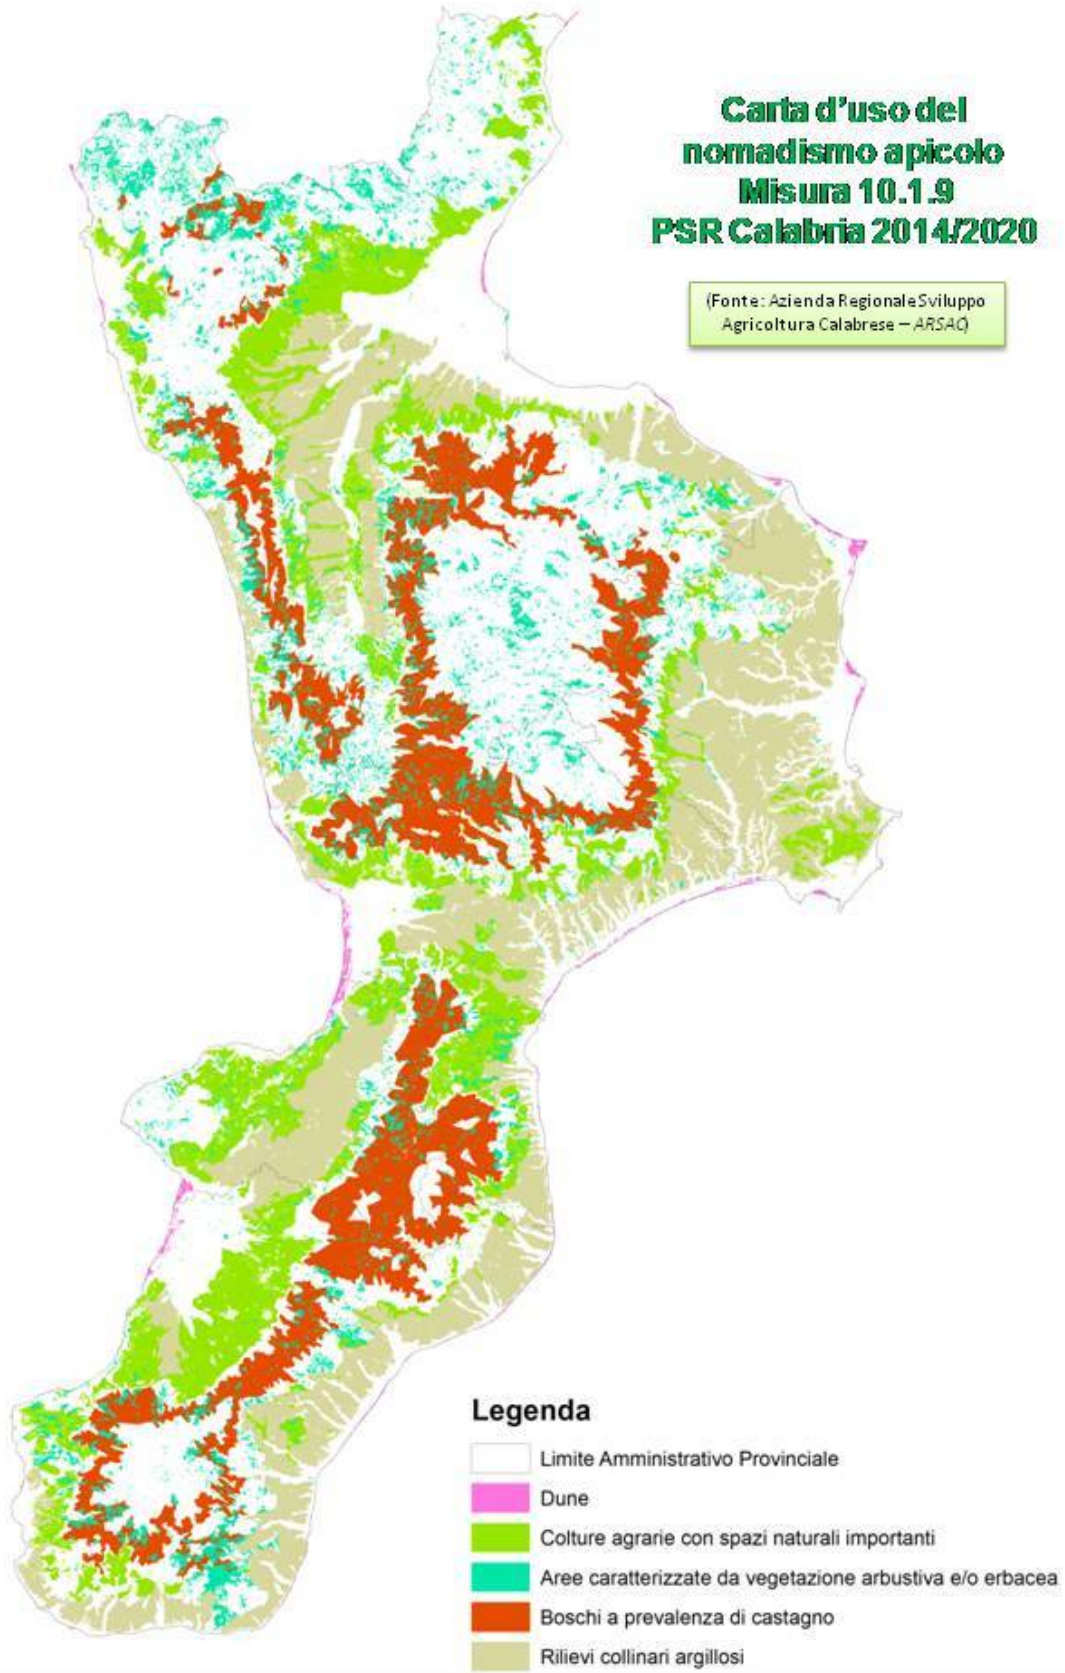 Carta d'uso del
nomadismo apicolo
Misura 10.1.9
PSR Calabria 2014/2020
(Fonte: Azienda Regionale Sviluppo
Agricoltura Calabrese – ARSAC)
Legenda
Limite Amministrativo Provinciale
Dune
Colture agrarie con spazi naturali importanti
Aree caratterizzate da vegetazione arbustiva e/o erbacea
Boschi a prevalenza di castagno
Rilievi collinari argillosi